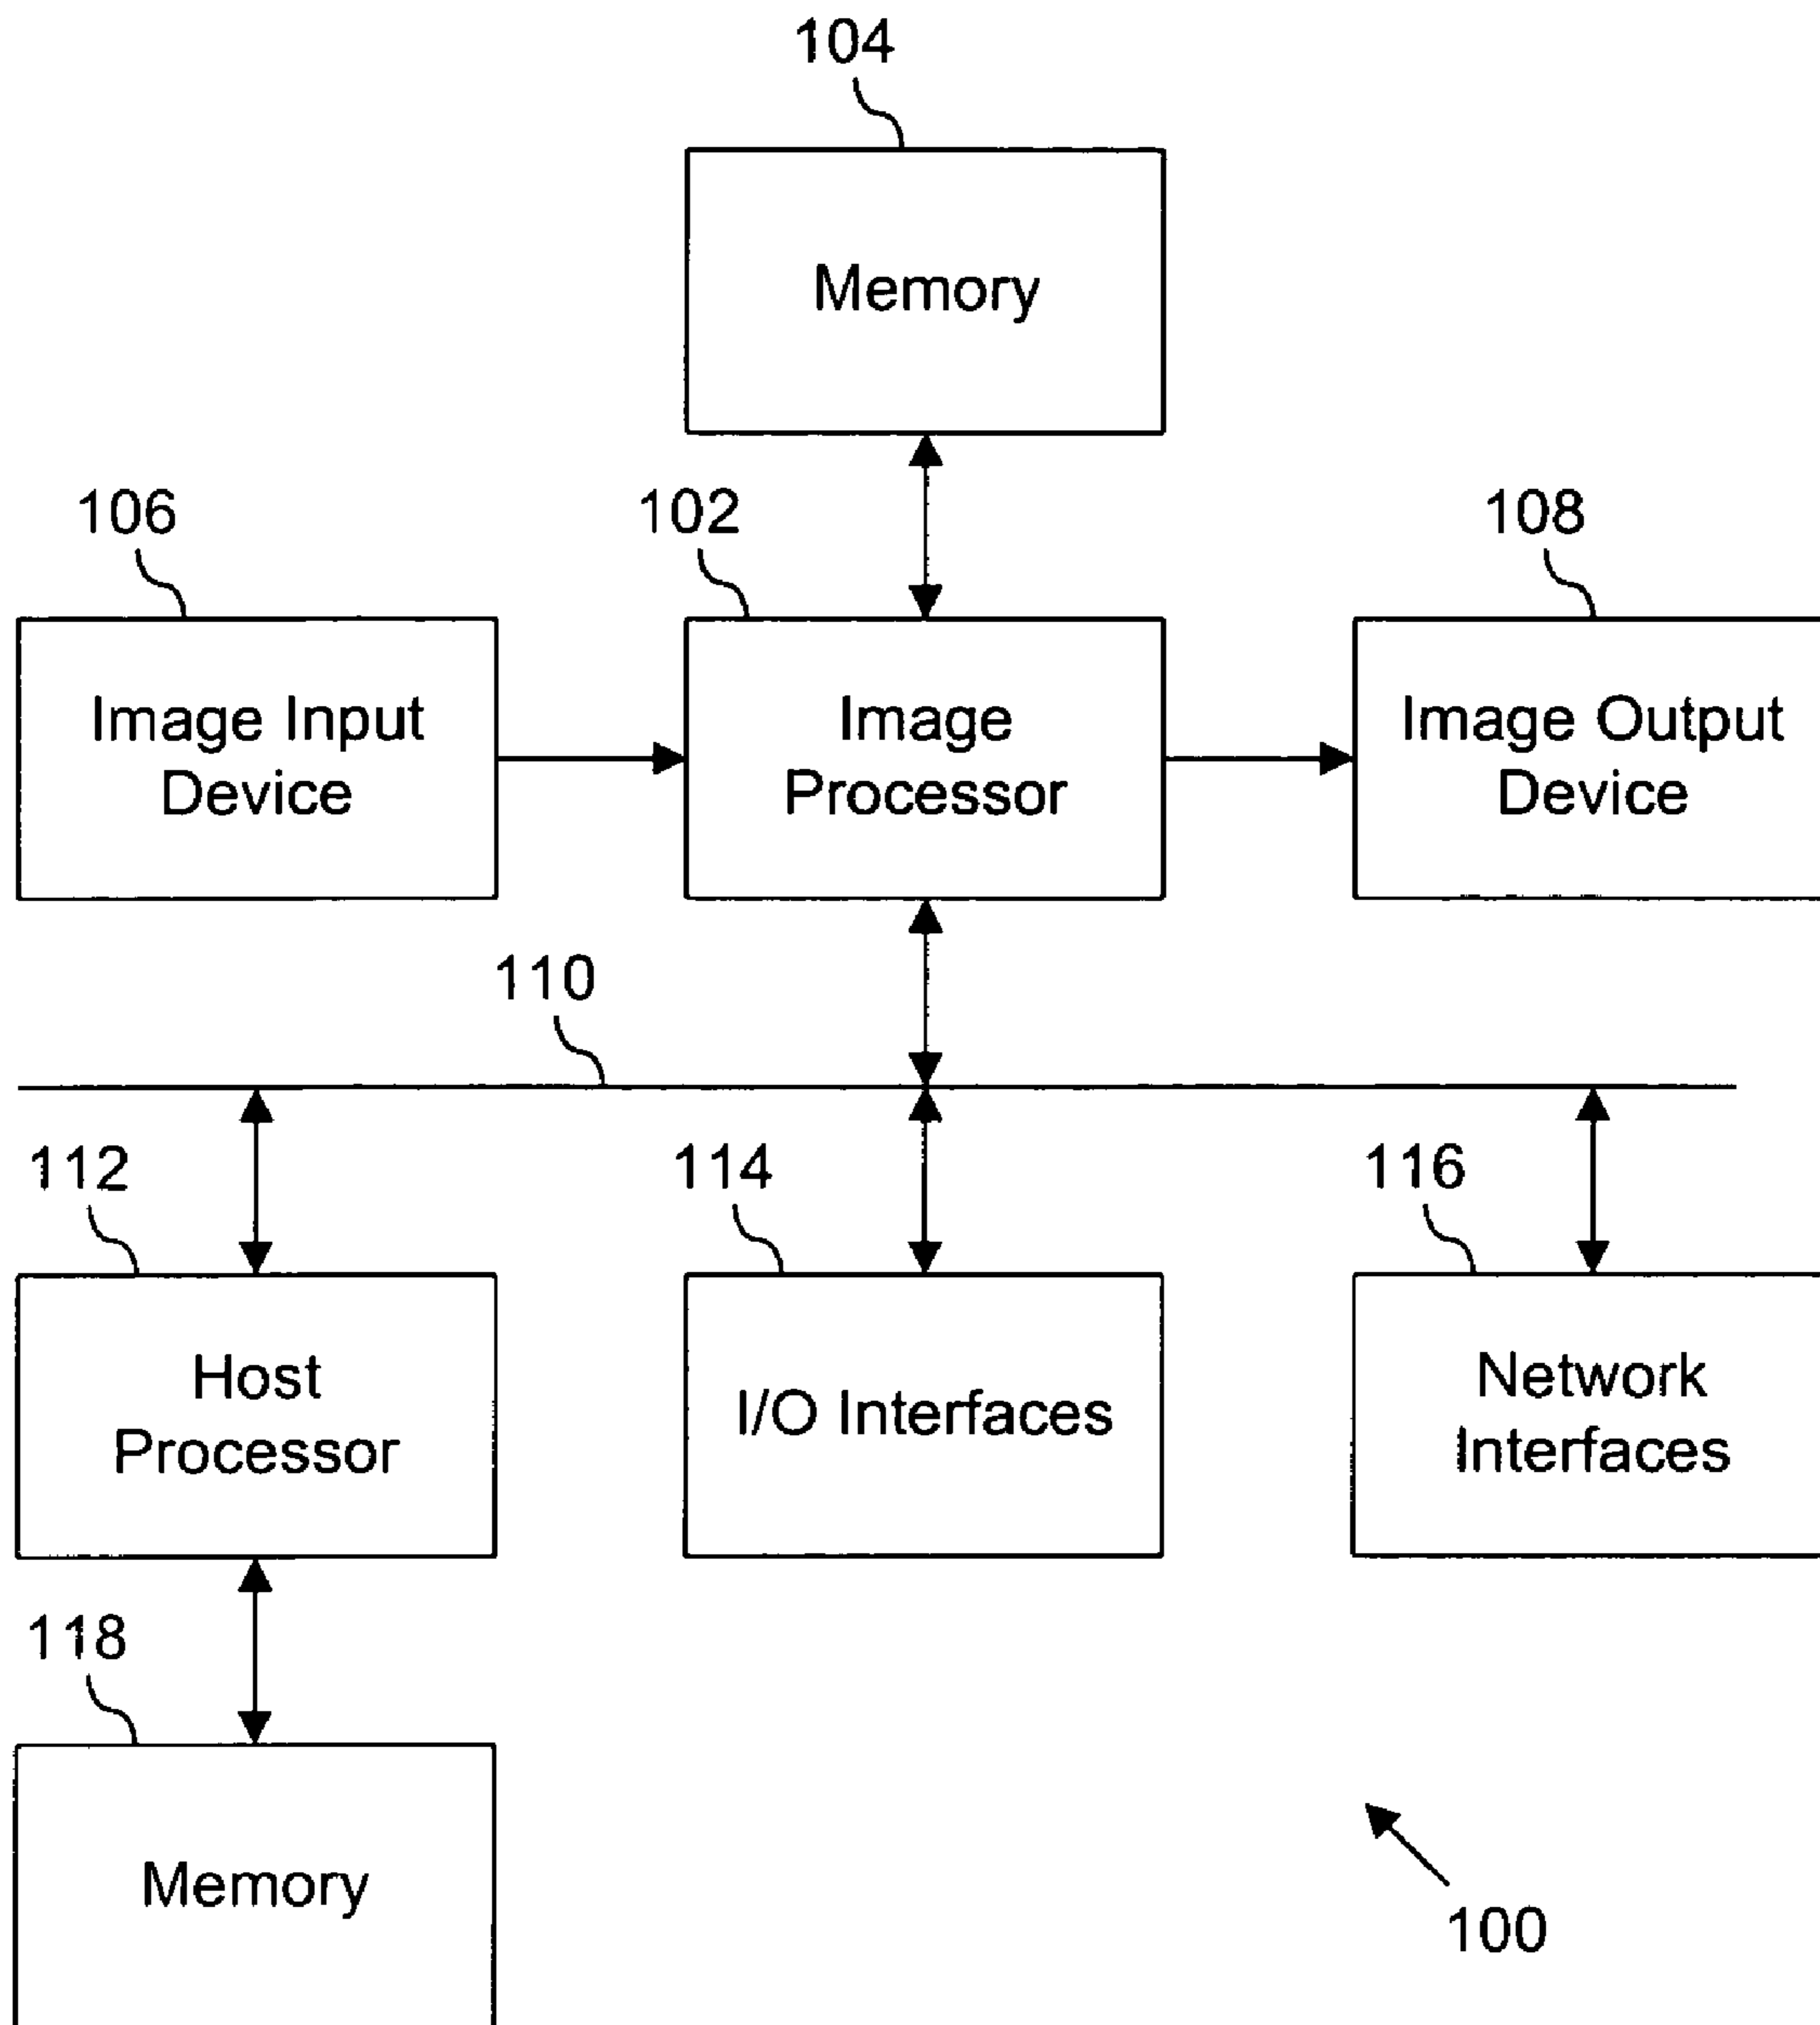 104
Memory
106
102
108
Image Input
Device
Image
Processor
Image Output
Device
110
112
114
116
Host
Processor
I/O Interfaces
Network
Interfaces
118
Memory
100